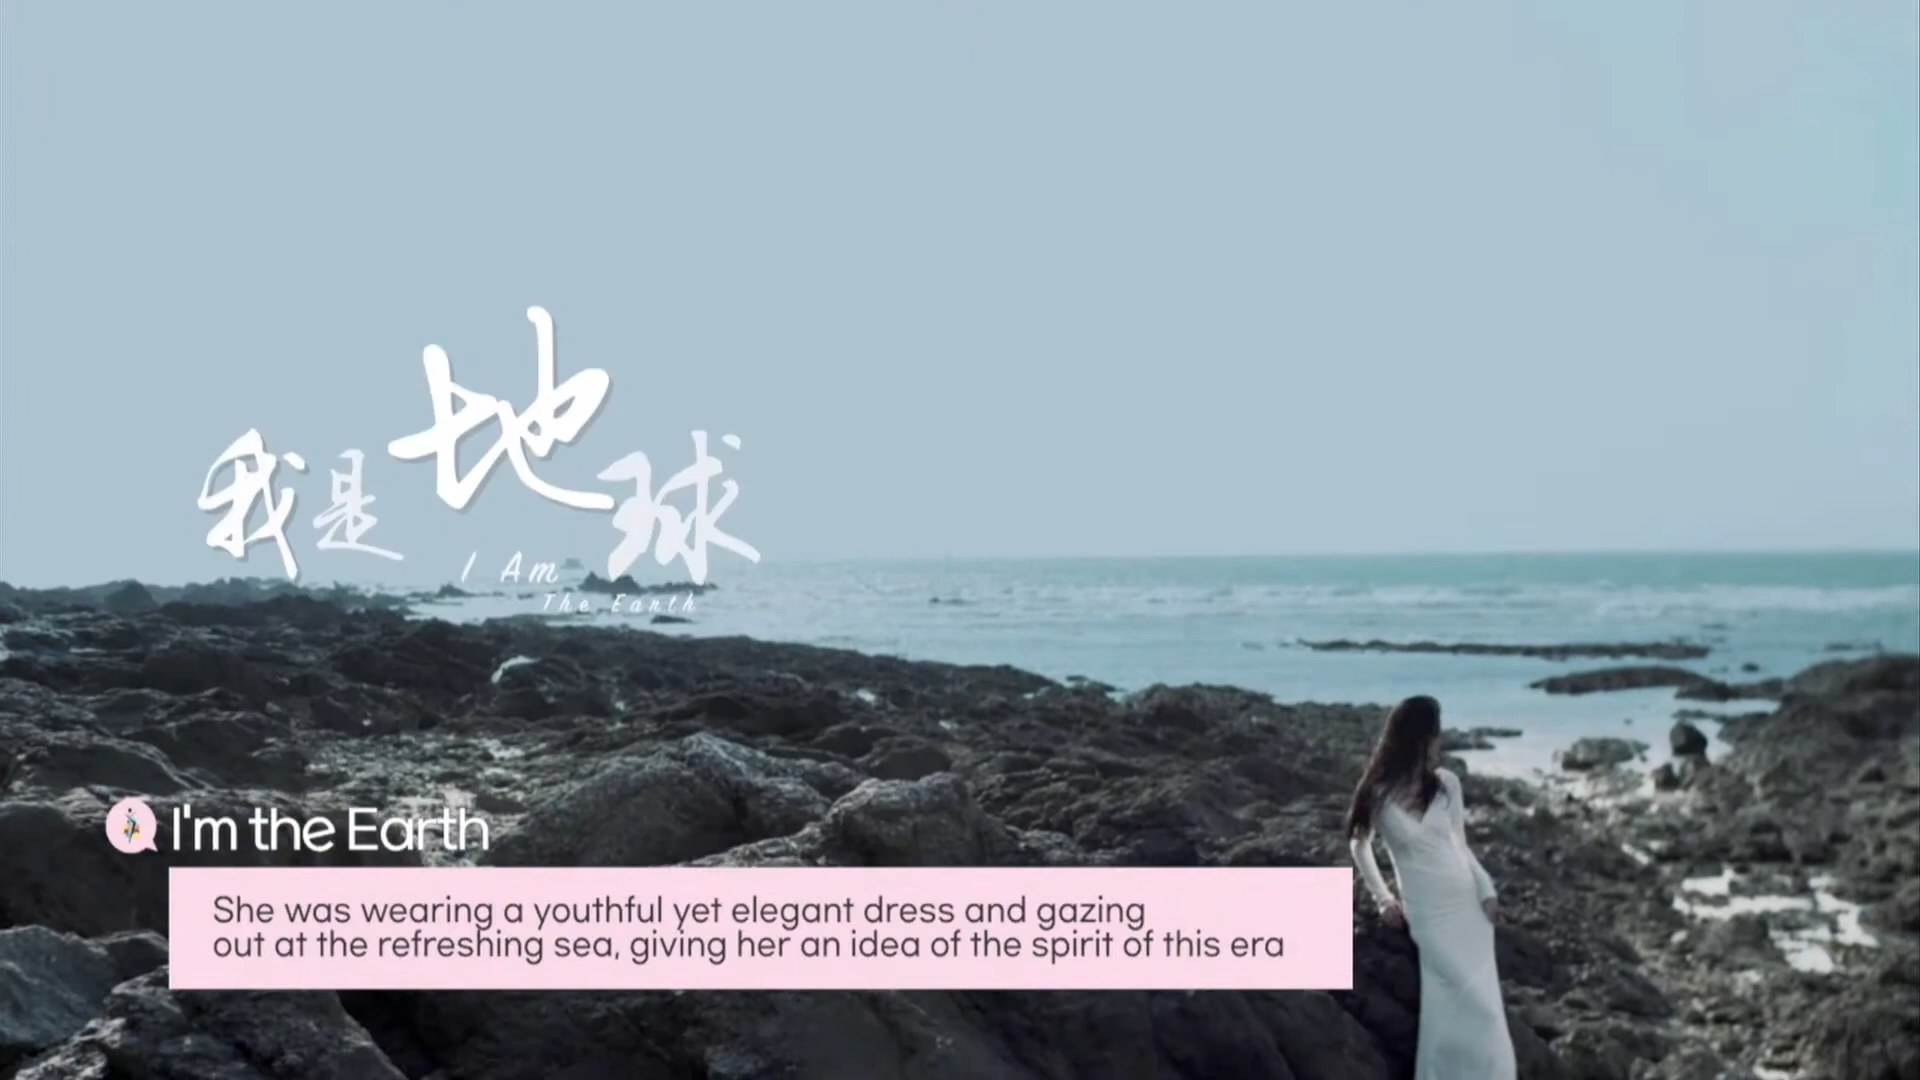 我是地球
I Am
The Earth
I'm the Earth
She was wearing a youthful yet elegant dress and gazing
out at the refreshing sea, giving her an idea of the spirit of this era